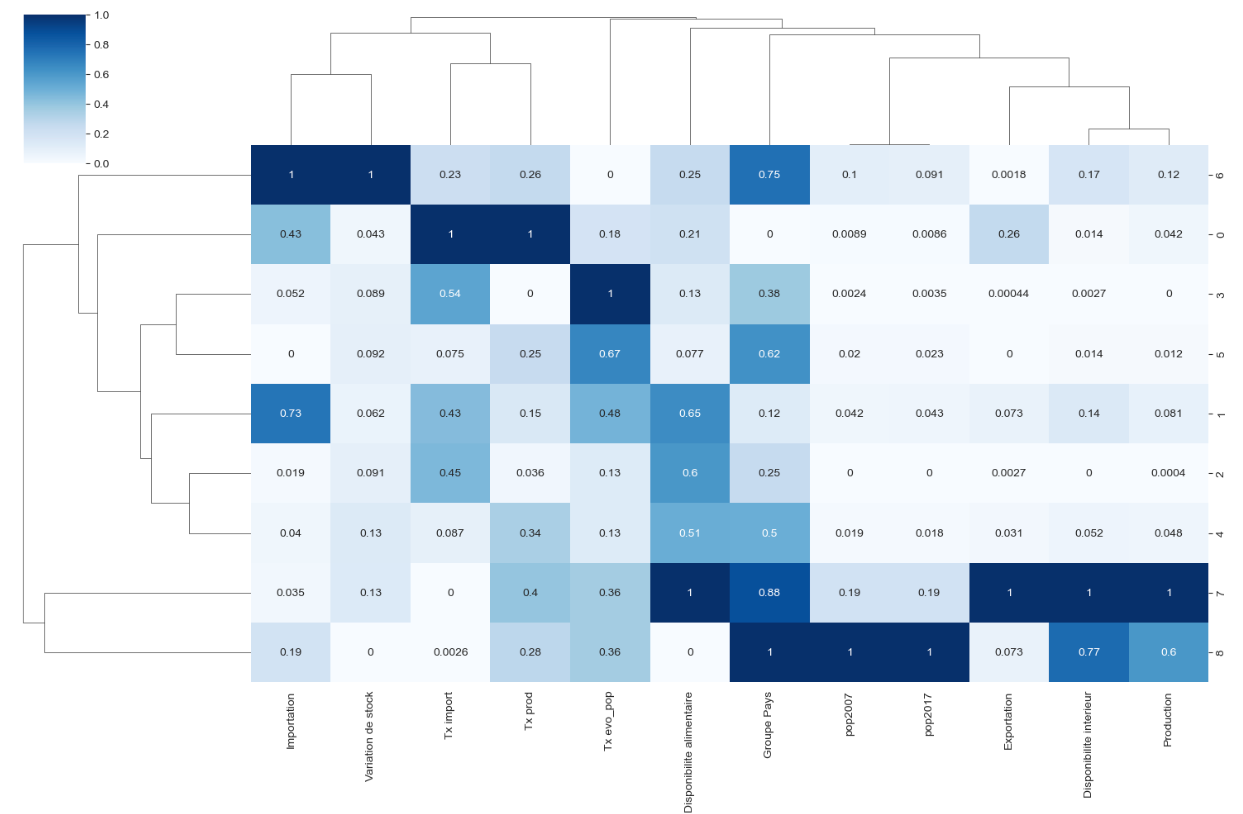 1.0
0.8
0.6
0.4
0.2
0.0
1 1 0.23 0.26 0 0.25 0.75 0.1 0.091 0.0018 0.17 0.12 6
0.43 0.043 1 1 0.18 0.21 0 0.0089 0.0086 0.26 0.014 0.042 0
0.052 0.089 0.54 0 1 0.13 0.38 0.0024 0.0035 0.00044 0.0027 0 3
0 0.092 0.075 0.25 0.67 0.077 0.62 0.02 0.023 0 0.014 0.012 5
0.73 0.062 0.43 0.15 0.48 0.65 0.12 0.042 0.043 0.073 0.14 0.081 1
0.019 0.091 0.45 0.036 0.13 0.6 0.25 0 0 0.0027 0 0.0004 2
0.04 0.13 0.087 0.34 0.13 0.51 0.5 0.019 0.018 0.031 0.052 0.048 4
0.035 0.13 0 0.4 0.36 1 0.88 0.19 0.19 1 1 1 7
0.19 0 0.0026 0.28 0.36 0 1 1 1 0.073 0.77 0.6 8
Importation
Variation de stock
Tx import
Tx prod
Tx evo_pop
Disponibilite alimentaire
Groupe Pays
pop2007
pop2017
Exportation
Disponibilite interieur
Production